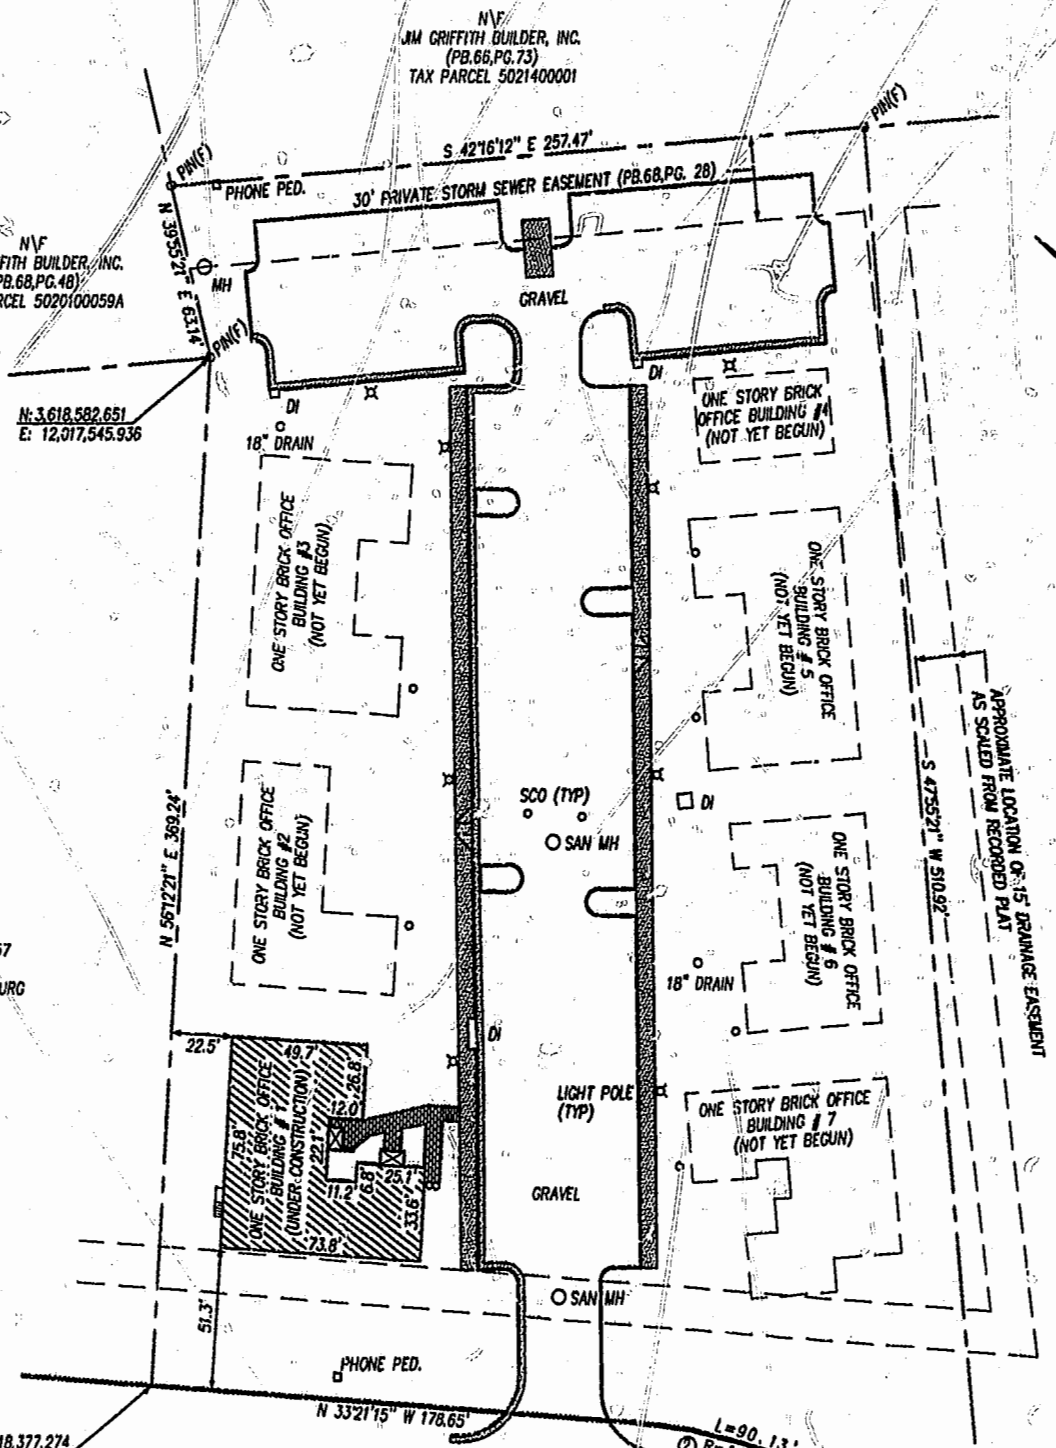 N\F
JIM GRIFFITH BUILDER, INC.
(PB.66,PG.73)
TAX PARCEL 5021400001
PIN(F)
S 42°16'12" E 257.47'
PIN(F)
PHONE PED.
30' PRIVATE STORM SEWER EASEMENT (PB.68,PG. 28)
N 39°55'21" E 63.14'
N\F
FITH BUILDER, INC.
PB.68,PG.48)
RCEL 5020100059A
MH
GRAVEL
PIN(F)
N: 3,618,582.651
E: 12,017,545.936
DI
DI
18" DRAIN
ONE STORY BRICK
OFFICE BUILDING #4
(NOT YET BEGUN)
ONE STORY BRICK OFFICE
BUILDING #3
(NOT YET BEGUN)
ONE STORY BRICK OFFICE
BUILDING # 5
(NOT YET BEGUN)
APPROXIMATE LOCATION OF 15' DRAINAGE EASEMENT
AS SCALED FROM RECORDED PLAT
S 47°55'21" W 510.92'
N 56°12'21" E 369.24'
ONE STORY BRICK OFFICE
BUILDING #2
(NOT YET BEGUN)
SCO (TYP)
SAN MH
DI
ONE STORY BRICK OFFICE
BUILDING # 6
(NOT YET BEGUN)
18" DRAIN
57
URG
DI
22.5'
49.7'
26.8'
12.0'
75.8'
ONE STORY BRICK OFFICE
BUILDING # 1
(UNDER CONSTRUCTION)
22.1'
11.2'
6.8'
25.1'
33.6'
73.8'
LIGHT POLE
(TYP)
ONE STORY BRICK OFFICE
BUILDING # 7
(NOT YET BEGUN)
GRAVEL
SAN MH
51.3'
PHONE PED.
N 33°21'15" W 178.65'
L=90.13'
18,377.274